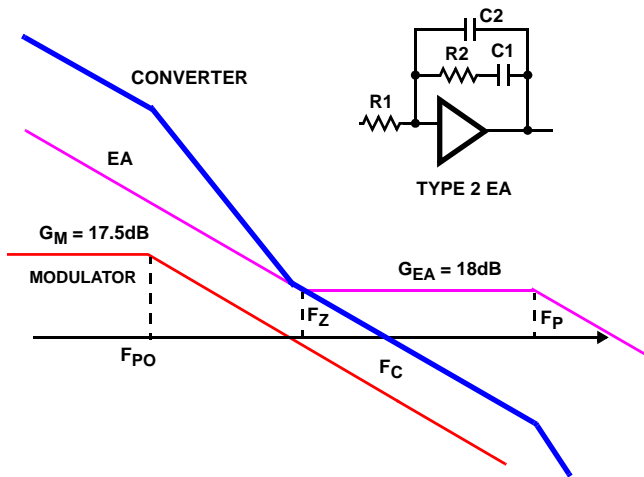 C2
R2
C1
R1
TYPE 2 EA
CONVERTER
EA
G_M = 17.5dB
MODULATOR
G_EA = 18dB
F_Z
F_P
F_PO
F_C